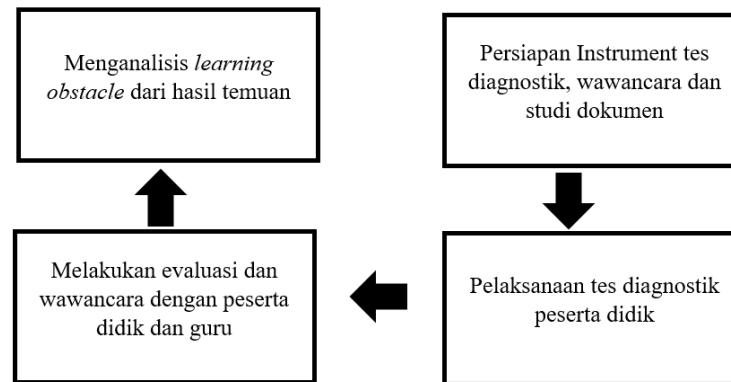 Menganalisis learning
obstacle dari hasil temuan
Persiapan Instrument tes
diagnostik, wawancara dan
studi dokumen
Melakukan evaluasi dan
wawancara dengan peserta
didik dan guru
Pelaksanaan tes diagnostik
peserta didik